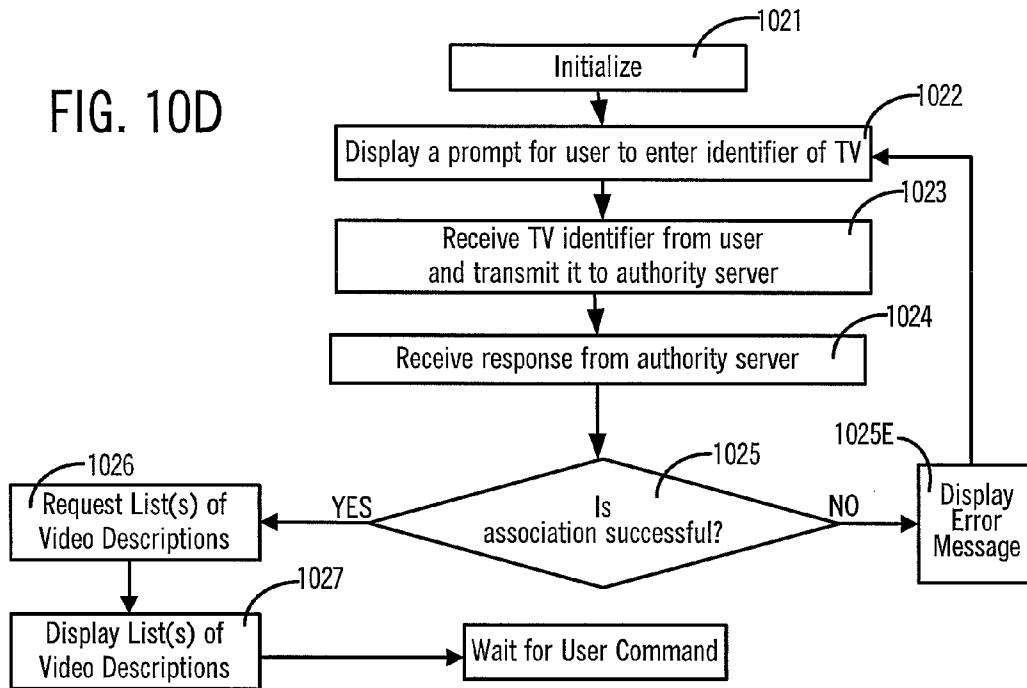 FIG. 10D
1021
Initialize
1022
Display a prompt for user to enter identifier of TV
1023
Receive TV identifier from user
and transmit it to authority server
1024
Receive response from authority server
1025
Is
association successful?
YES
NO
1025E
Display
Error
Message
1026
Request List(s) of
Video Descriptions
1027
Display List(s) of
Video Descriptions
Wait for User Command